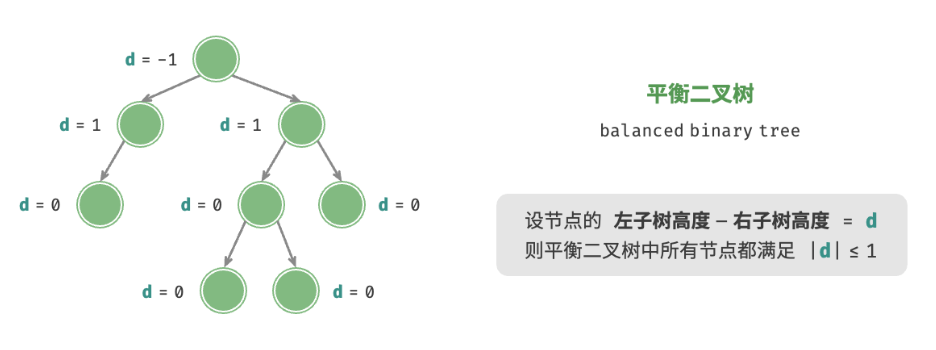 d = -1
d = 1
d = 1
d = 0
d = 0
d = 0
d = 0
d = 0
平衡二叉树
balanced binary tree
设节点的 左子树高度 − 右子树高度 = d
则平衡二叉树中所有节点都满足 |d| ≤ 1